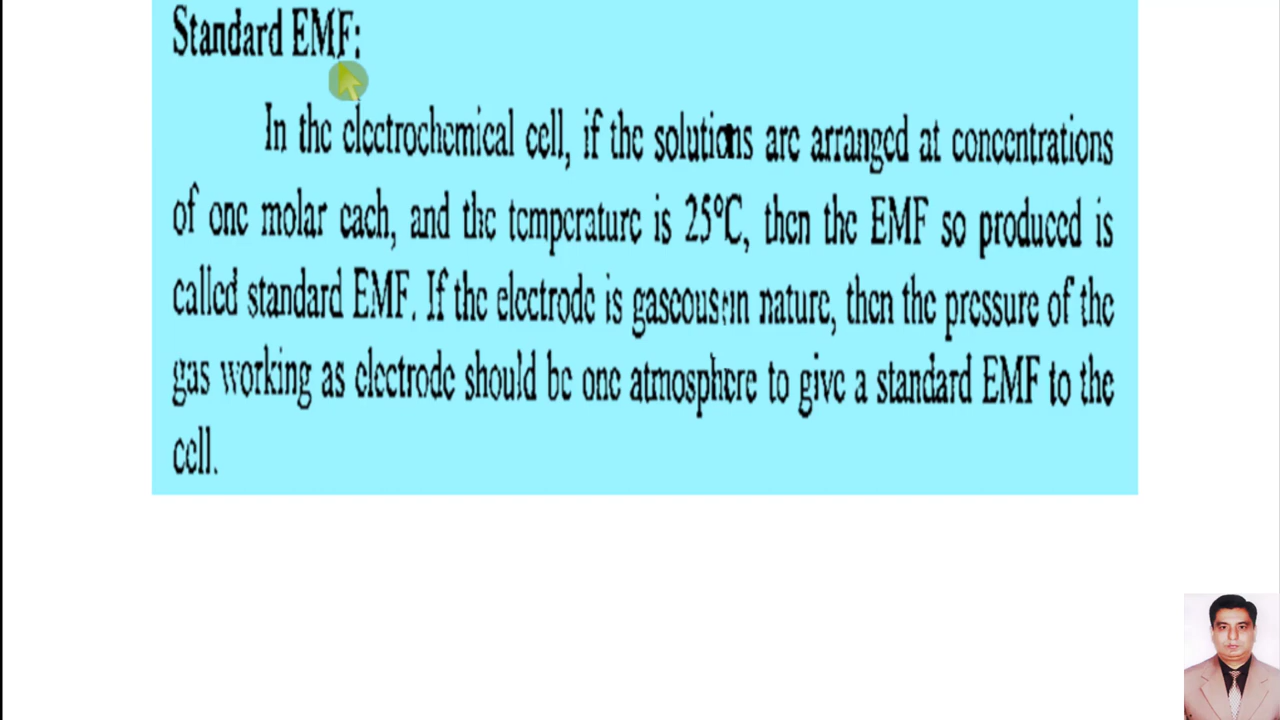 Standard EMF:
In the electrochemical cell, if the solutions are arranged at concentrations
of one molar each, and the temperature is 25°C, then the EMF so produced is
called standard EMF. If the electrode is gaseous in nature, then the pressure of the
gas working as electrode should be one atmosphere to give a standard EMF to the
cell.